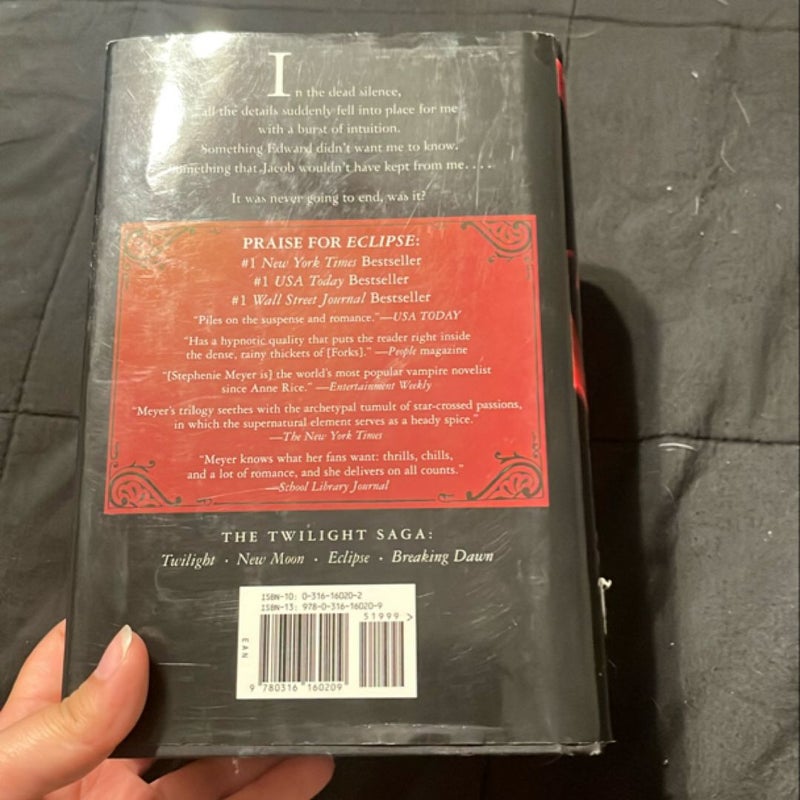 In the dead silence,
all the details suddenly fell into place for me
with a burst of intuition.
Something Edward didn't want me to know.
Something that Jacob wouldn't have kept from me. . . .
It was never going to end, was it?
PRAISE FOR ECLIPSE:
#1 New York Times Bestseller
#1 USA Today Bestseller
#1 Wall Street Journal Bestseller
"Piles on the suspense and romance."—USA TODAY
"Has a hypnotic quality that puts the reader right inside
the dense, rainy thickets of [Forks]." —People magazine
"[Stephenie Meyer is] the world's most popular vampire novelist
since Anne Rice." —Entertainment Weekly
"Meyer's trilogy seethes with the archetypal tumult of star-crossed passions,
in which the supernatural element serves as a heady spice."
—The New York Times
"Meyer knows what her fans want: thrills, chills,
and a lot of romance, and she delivers on all counts."
—School Library Journal
THE TWILIGHT SAGA:
Twilight · New Moon · Eclipse · Breaking Dawn
ISBN-10: 0-316-16020-2
ISBN-13: 978-0-316-16020-9
51999 >
EAN
9 780316 160209